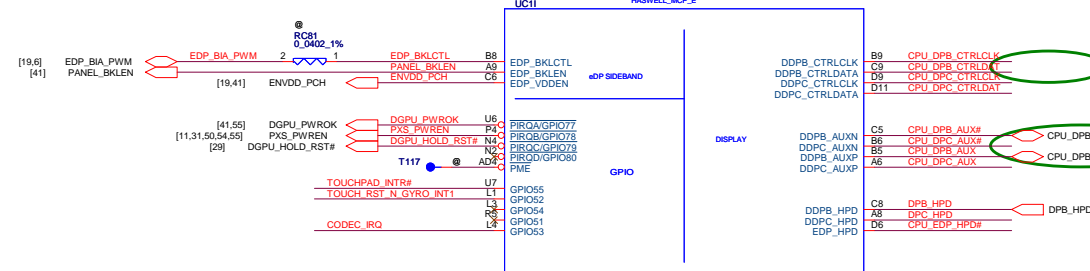 UC1I
HASWELL_MCP_E
@
RC81
0_0402_1%
[19,6] EDP_BIA_PWM EDP_BIA_PWM 2 1 EDP_BKLCTL B8 EDP_BKLCTL
[41] PANEL_BKLEN PANEL_BKLEN A9 EDP_BKLEN
[19,41] ENVDD_PCH ENVDD_PCH C6 EDP_VDDEN
eDP SIDEBAND
DDPB_CTRLCLK B9 CPU_DPB_CTRLCLK
DDPB_CTRLDATA C9 CPU_DPB_CTRLDAT
DDPC_CTRLCLK D9 CPU_DPC_CTRLCLK
DDPC_CTRLDATA D11 CPU_DPC_CTRLDAT
[41,55] DGPU_PWROK DGPU_PWROK U6 PIRQA/GPIO77
[11,31,50,54,55] PXS_PWREN PXS_PWREN P4 PIRQB/GPIO78
[29] DGPU_HOLD_RST# DGPU_HOLD_RST# N4 PIRQC/GPIO79
N2 PIRQD/GPIO80
T117 @ AD4 PME
DISPLAY
GPIO
DDPB_AUXN C5 CPU_DPB_AUX# CPU_DPB
DDPC_AUXN B6 CPU_DPC_AUX#
DDPB_AUXP B5 CPU_DPB_AUX CPU_DPB
DDPC_AUXP A6 CPU_DPC_AUX
TOUCHPAD_INTR# U7 GPIO55
TOUCH_RST_N_GYRO_INT1 L1 GPIO52
L3 GPIO54
R5 GPIO51
CODEC_IRQ L4 GPIO53
DDPB_HPD C8 DPB_HPD DPB_HPD
DDPC_HPD A8 DPC_HPD
EDP_HPD D6 CPU_EDP_HPD#